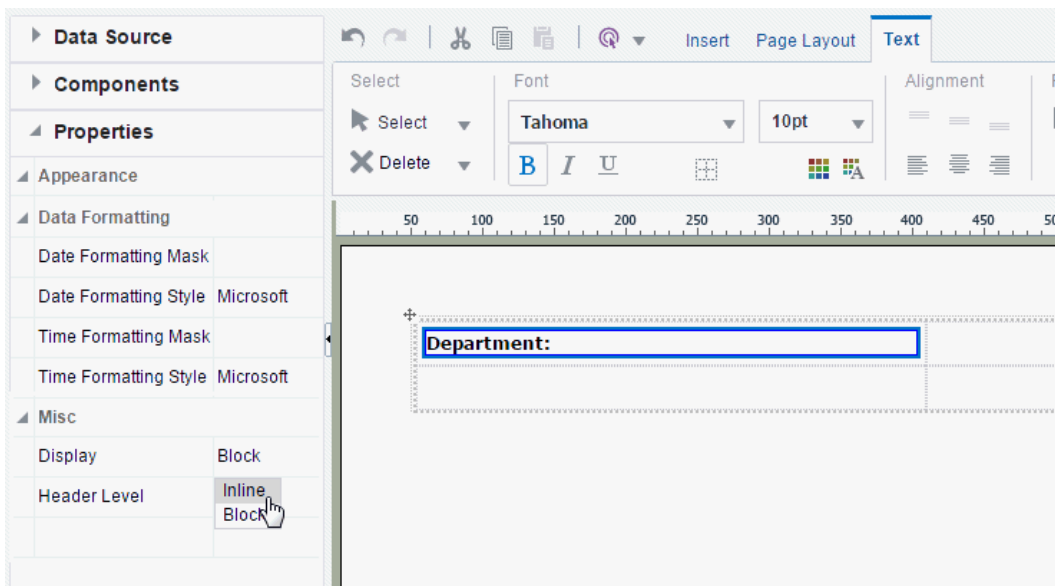 Data Source
Components
Properties
Appearance
Data Formatting
Date Formatting Mask
Date Formatting Style Microsoft
Time Formatting Mask
Time Formatting Style Microsoft
Misc
Display Block
Header Level
Inline
Block
Insert Page Layout Text
Select Font Alignment
Select Tahoma 10pt
Delete B I U
50 100 150 200 250 300 350 400 450
Department: